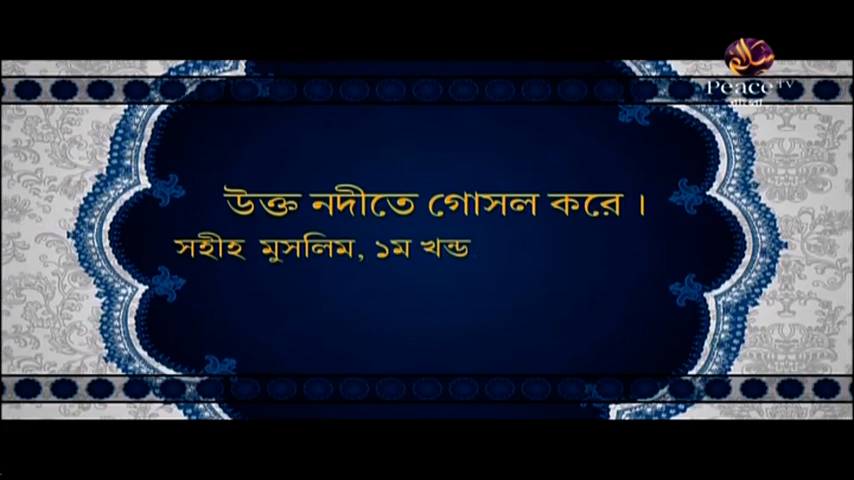 Peace TV
বাংলা
উক্ত নদীতে গোসল করে ।
সহীহ মুসলিম, ১ম খন্ড